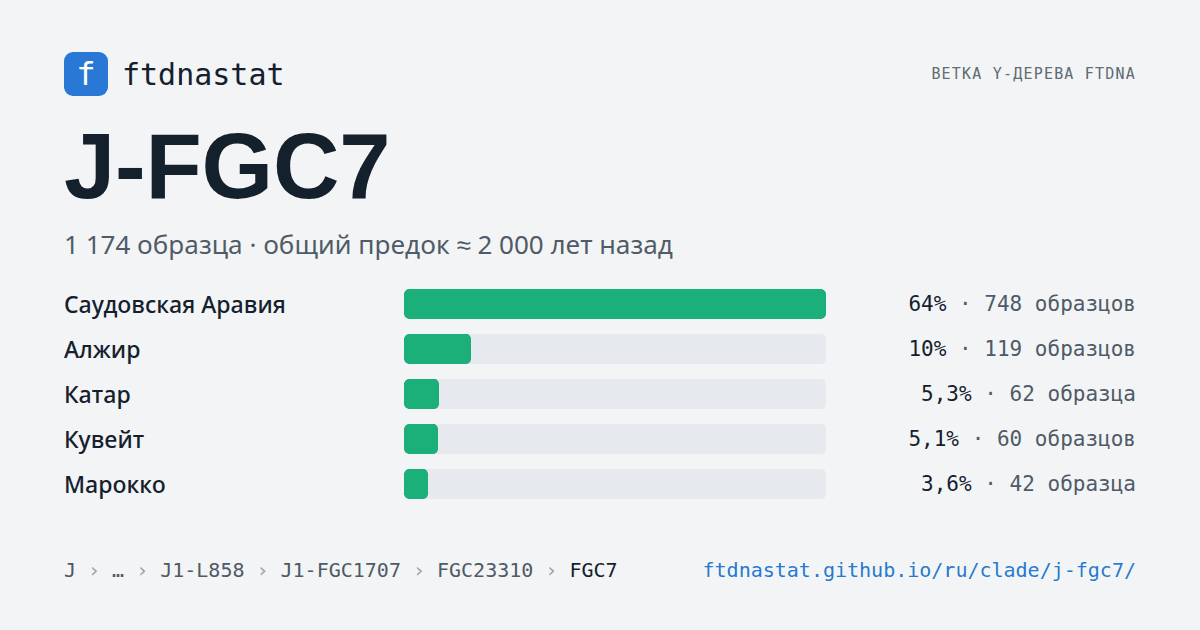 f ftdnastat
ВЕТКА Y-ДЕРЕВА FTDNA
J-FGC7
1 174 образца · общий предок ≈ 2 000 лет назад
Саудовская Аравия 64% · 748 образцов
Алжир 10% · 119 образцов
Катар 5,3% · 62 образца
Кувейт 5,1% · 60 образцов
Марокко 3,6% · 42 образца
J › … › J1-L858 › J1-FGC1707 › FGC23310 › FGC7
ftdnastat.github.io/ru/clade/j-fgc7/